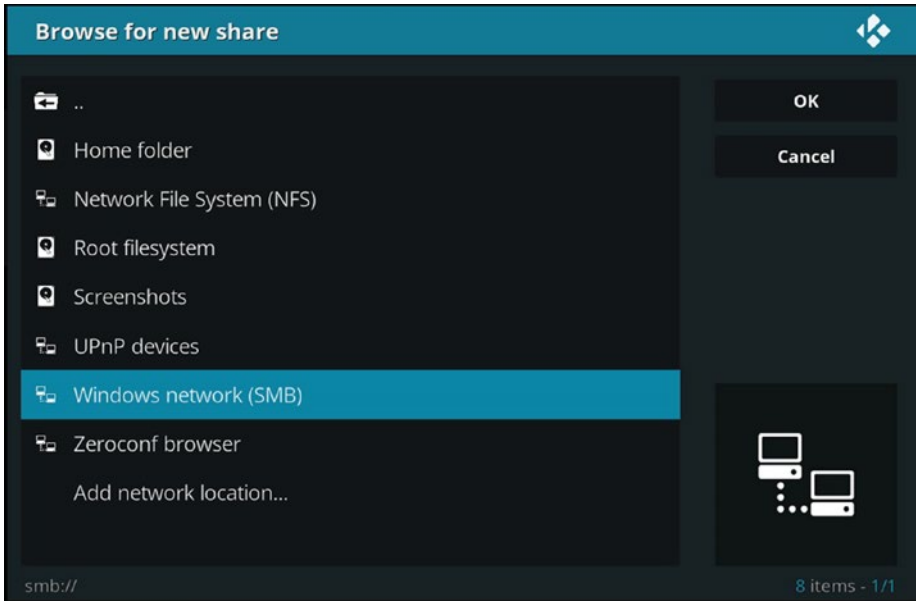 Browse for new share
..
Home folder
Network File System (NFS)
Root filesystem
Screenshots
UPnP devices
Windows network (SMB)
Zeroconf browser
Add network location...
OK
Cancel
smb://
8 items - 1/1